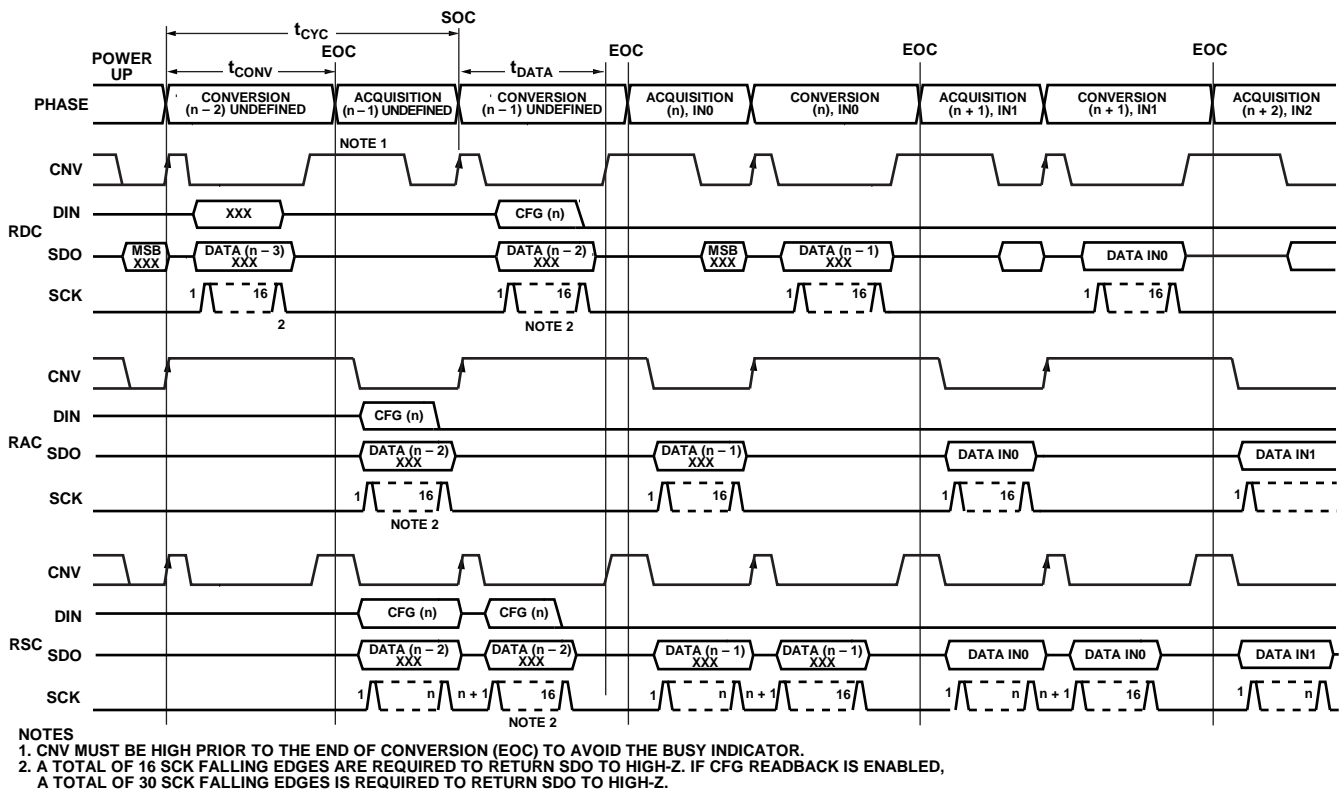 SOC
tCYC
EOC EOC EOC EOC
POWER
UP
tCONV tDATA
PHASE
CONVERSION
(n – 2) UNDEFINED
ACQUISITION
(n – 1) UNDEFINED
CONVERSION
(n – 1) UNDEFINED
ACQUISITION
(n), IN0
CONVERSION
(n), IN0
ACQUISITION
(n + 1), IN1
CONVERSION
(n + 1), IN1
ACQUISITION
(n + 2), IN2
NOTE 1
CNV
RDC
DIN XXX CFG (n)
SDO
MSB
XXX
DATA (n – 3)
XXX
DATA (n – 2)
XXX
MSB
XXX
DATA (n – 1)
XXX
DATA IN0
SCK 1 16 1 16 1 16 1 16
2
NOTE 2
CNV
RAC
DIN CFG (n)
SDO
DATA (n – 2)
XXX
DATA (n – 1)
XXX
DATA IN0
DATA IN1
SCK 1 16 1 16 1 16 1
NOTE 2
CNV
RSC
DIN CFG (n) CFG (n)
SDO
DATA (n – 2)
XXX
DATA (n – 2)
XXX
DATA (n – 1)
XXX
DATA (n – 1)
XXX
DATA IN0
DATA IN0
DATA IN1
SCK 1 n n + 1 16 1 n n + 1 16 1 n n + 1 16 1 n
NOTE 2
NOTES
1. CNV MUST BE HIGH PRIOR TO THE END OF CONVERSION (EOC) TO AVOID THE BUSY INDICATOR.
2. A TOTAL OF 16 SCK FALLING EDGES ARE REQUIRED TO RETURN SDO TO HIGH-Z. IF CFG READBACK IS ENABLED,
A TOTAL OF 30 SCK FALLING EDGES IS REQUIRED TO RETURN SDO TO HIGH-Z.